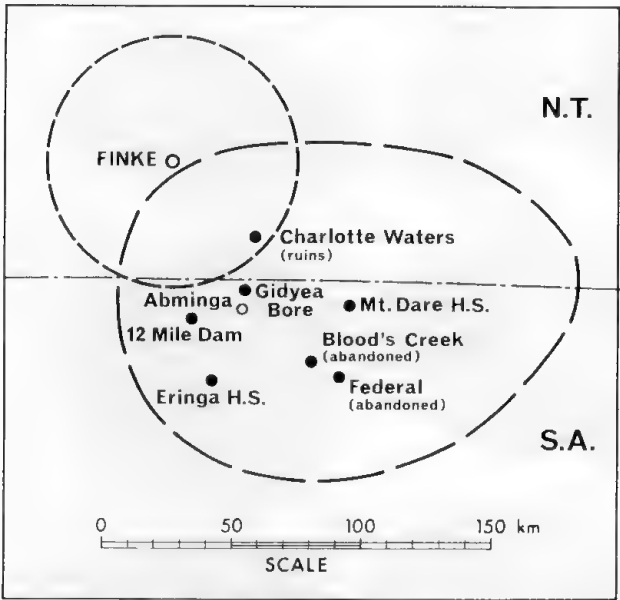 N.T.
FINKE
Charlotte Waters
(ruins)
Abminga
Gidyea
Bore
Mt. Dare H.S.
12 Mile Dam
Blood's Creek
(abandoned)
Eringa H.S.
Federal
(abandoned)
S.A.
0 50 100 150 km
SCALE